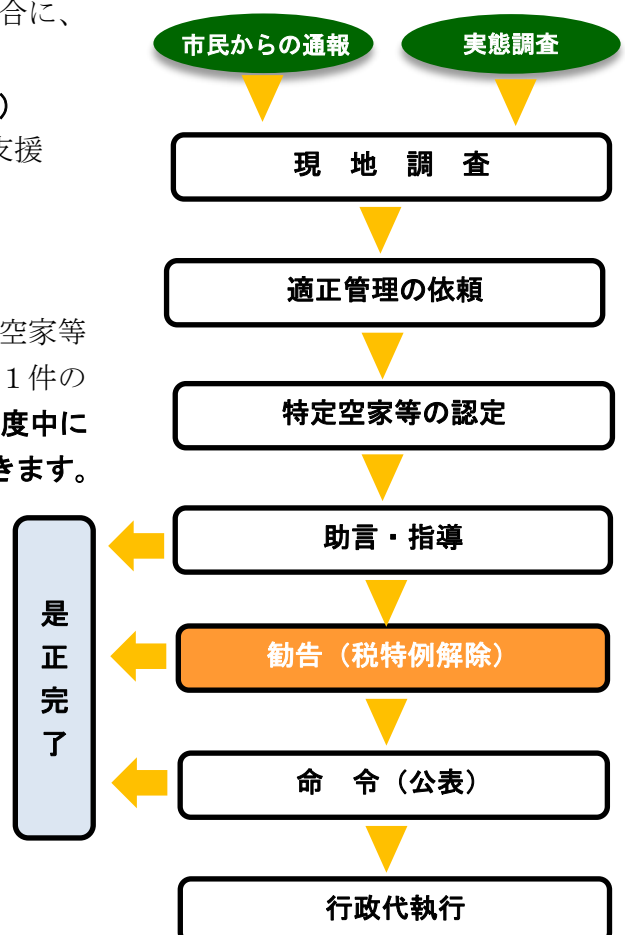 合に、
)
支援
空家等
1件の
度中に
きます。
市民からの通報
実態調査
現 地 調 査
適正管理の依頼
特定空家等の認定
助言・指導
勧告（税特例解除）
命 令（公表）
行政代執行
是正完了